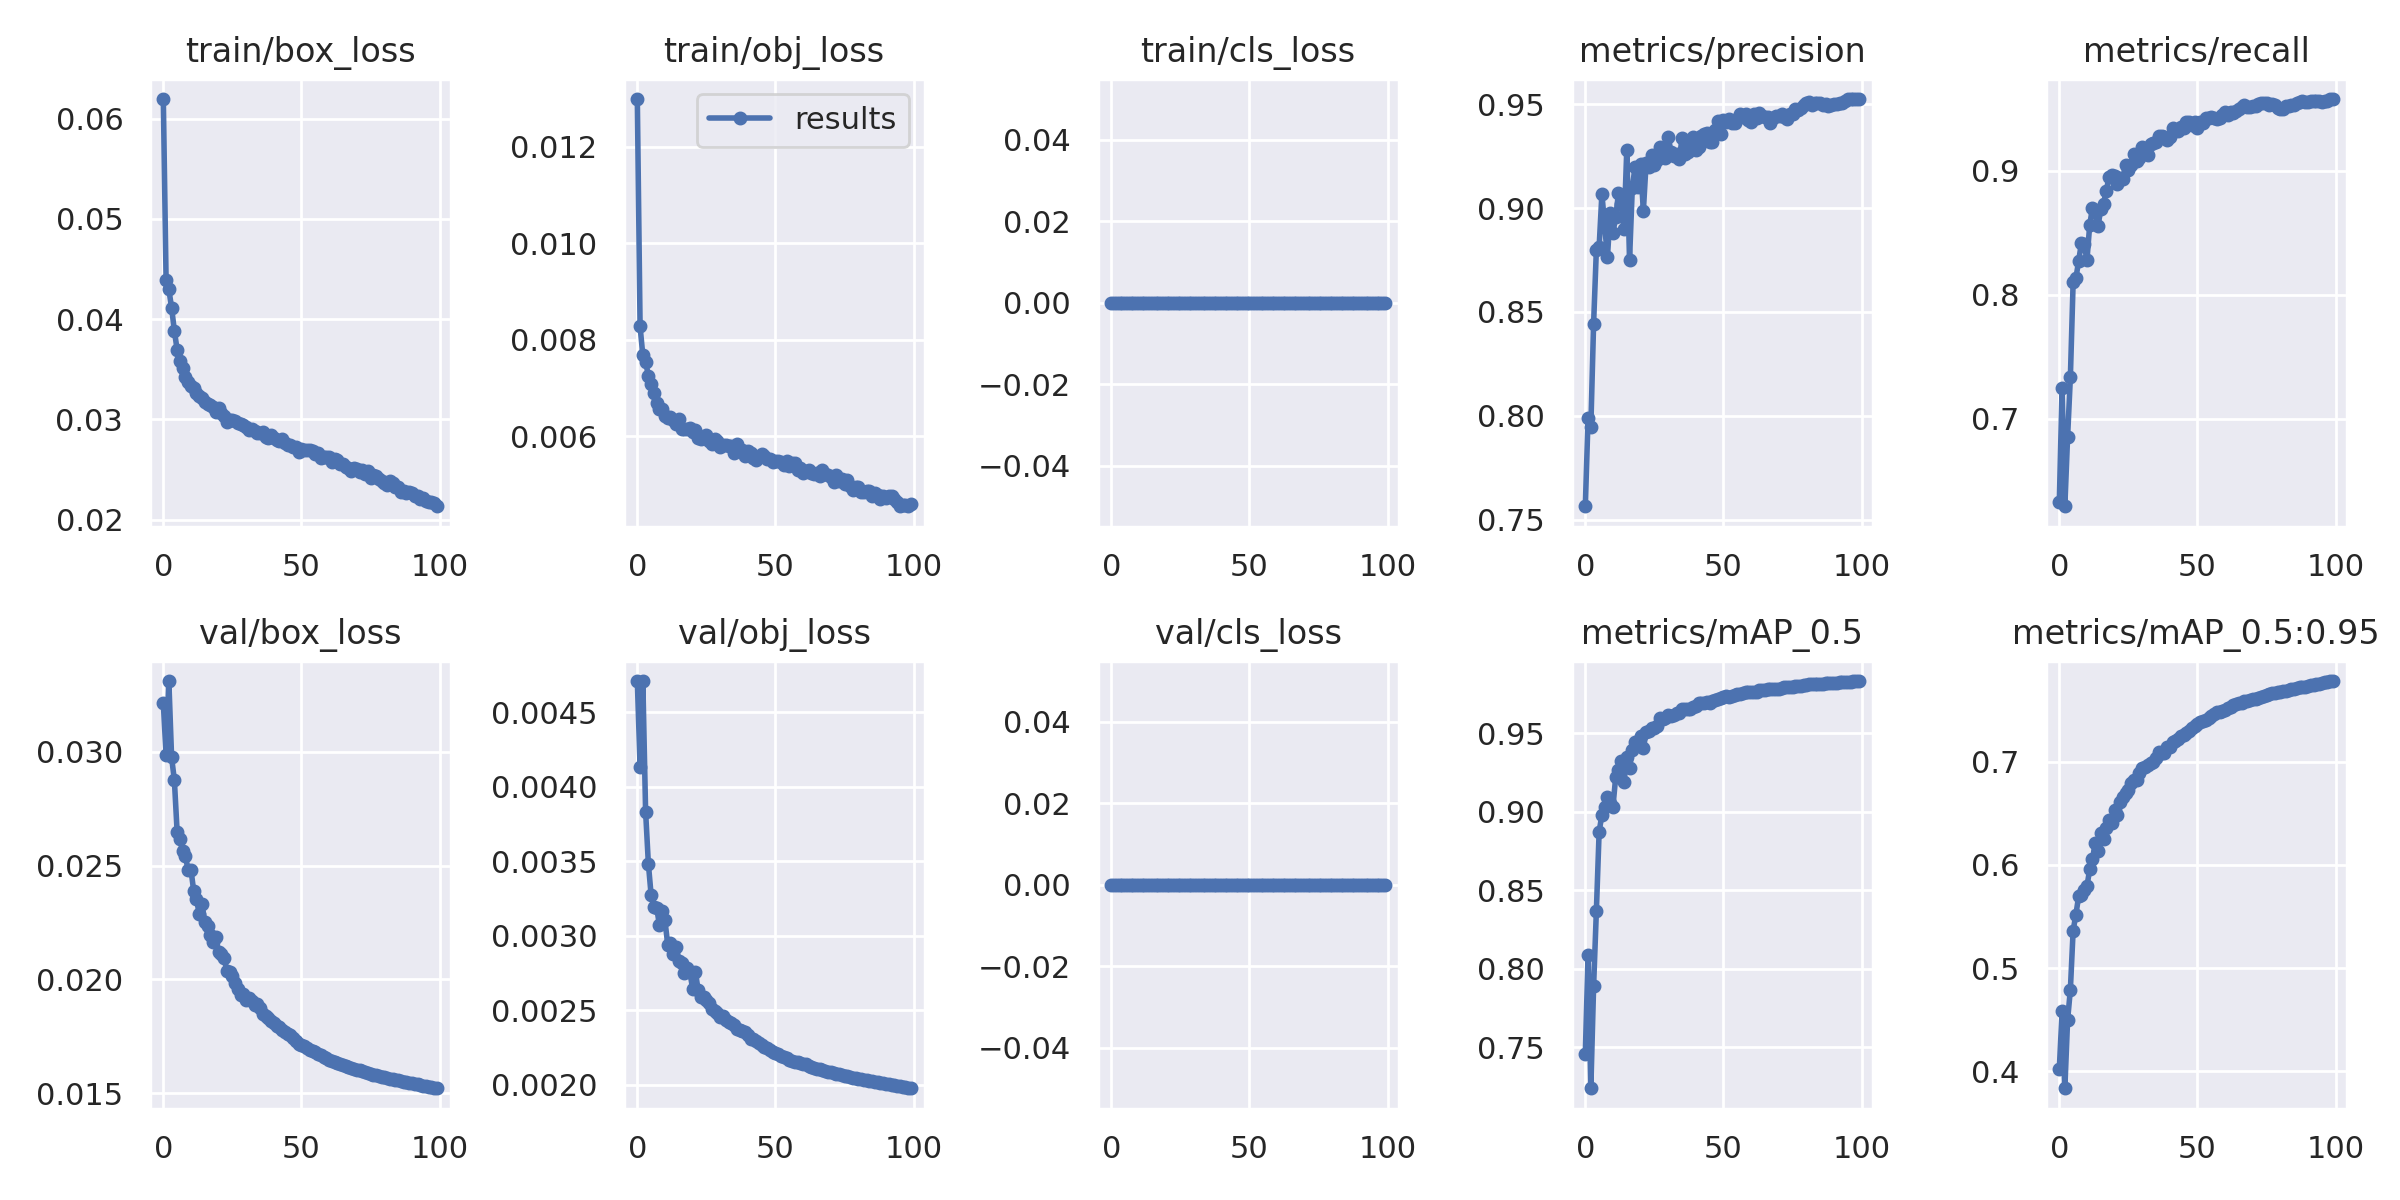 train/box_loss
train/obj_loss
train/cls_loss
metrics/precision
metrics/recall
0.06
0.05
0.04
0.03
0.02
0 50 100
results
0.012
0.010
0.008
0.006
0 50 100
0.04
0.02
0.00
−0.02
−0.04
0 50 100
0.95
0.90
0.85
0.80
0.75
0 50 100
0.9
0.8
0.7
0 50 100
val/box_loss
val/obj_loss
val/cls_loss
metrics/mAP_0.5
metrics/mAP_0.5:0.95
0.030
0.025
0.020
0.015
0 50 100
0.0045
0.0040
0.0035
0.0030
0.0025
0.0020
0 50 100
0.04
0.02
0.00
−0.02
−0.04
0 50 100
0.95
0.90
0.85
0.80
0.75
0 50 100
0.7
0.6
0.5
0.4
0 50 100